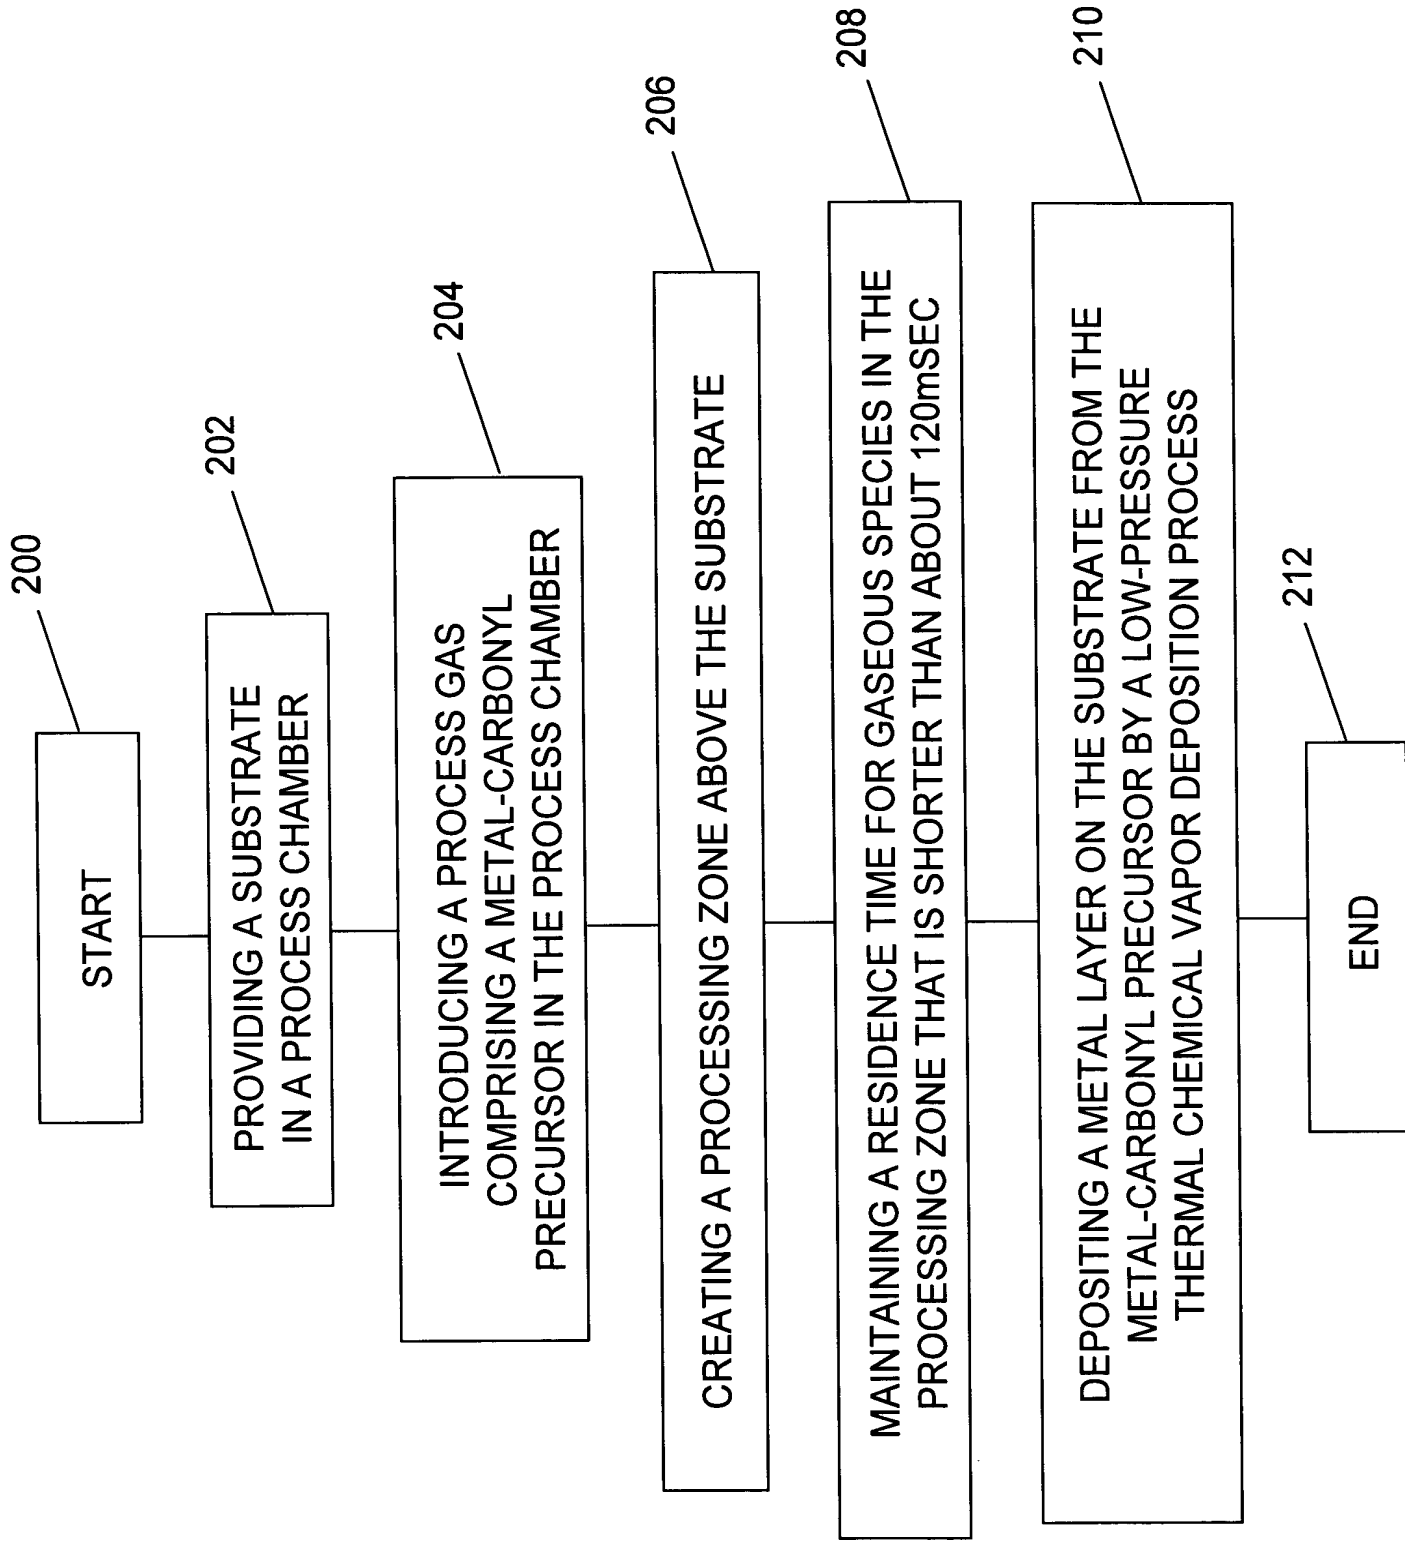 200
START
202
PROVIDING A SUBSTRATE
IN A PROCESS CHAMBER
204
INTRODUCING A PROCESS GAS
COMPRISING A METAL-CARBONYL
PRECURSOR IN THE PROCESS CHAMBER
206
CREATING A PROCESSING ZONE ABOVE THE SUBSTRATE
208
MAINTAINING A RESIDENCE TIME FOR GASEOUS SPECIES IN THE
PROCESSING ZONE THAT IS SHORTER THAN ABOUT 120mSEC
210
DEPOSITING A METAL LAYER ON THE SUBSTRATE FROM THE
METAL-CARBONYL PRECURSOR BY A LOW-PRESSURE
THERMAL CHEMICAL VAPOR DEPOSITION PROCESS
212
END